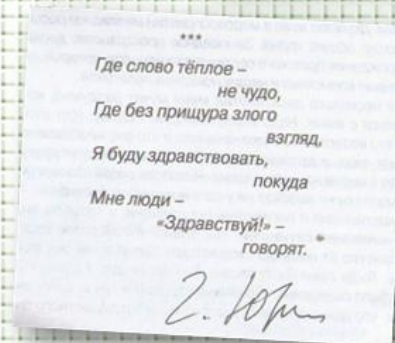 ***
Где слово тёплое –
не чудо,
Где без прищура злого
взгляд,
Я буду здравствовать,
покуда
Мне люди –
«Здравствуй!» –
говорят.